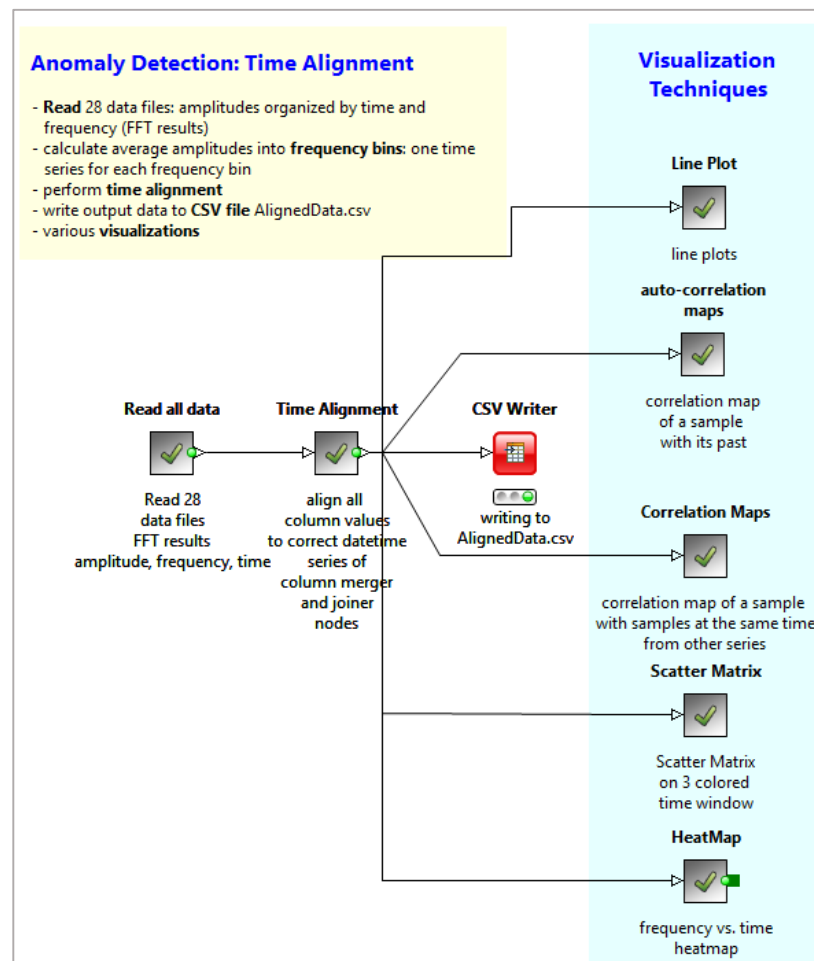 Anomaly Detection: Time Alignment
- Read 28 data files: amplitudes organized by time and
frequency (FFT results)
- calculate average amplitudes into frequency bins: one time
series for each frequency bin
- perform time alignment
- write output data to CSV file AlignedData.csv
- various visualizations
Visualization
Techniques
Line Plot
line plots
auto-correlation
maps
correlation map
of a sample
with its past
Read all data
Read 28
data files
FFT results
amplitude, frequency, time
Time Alignment
align all
column values
to correct datetime
series of
column merger
and joiner
nodes
CSV Writer
writing to
AlignedData.csv
Correlation Maps
correlation map of a sample
with samples at the same time
from other series
Scatter Matrix
Scatter Matrix
on 3 colored
time window
HeatMap
frequency vs. time
heatmap